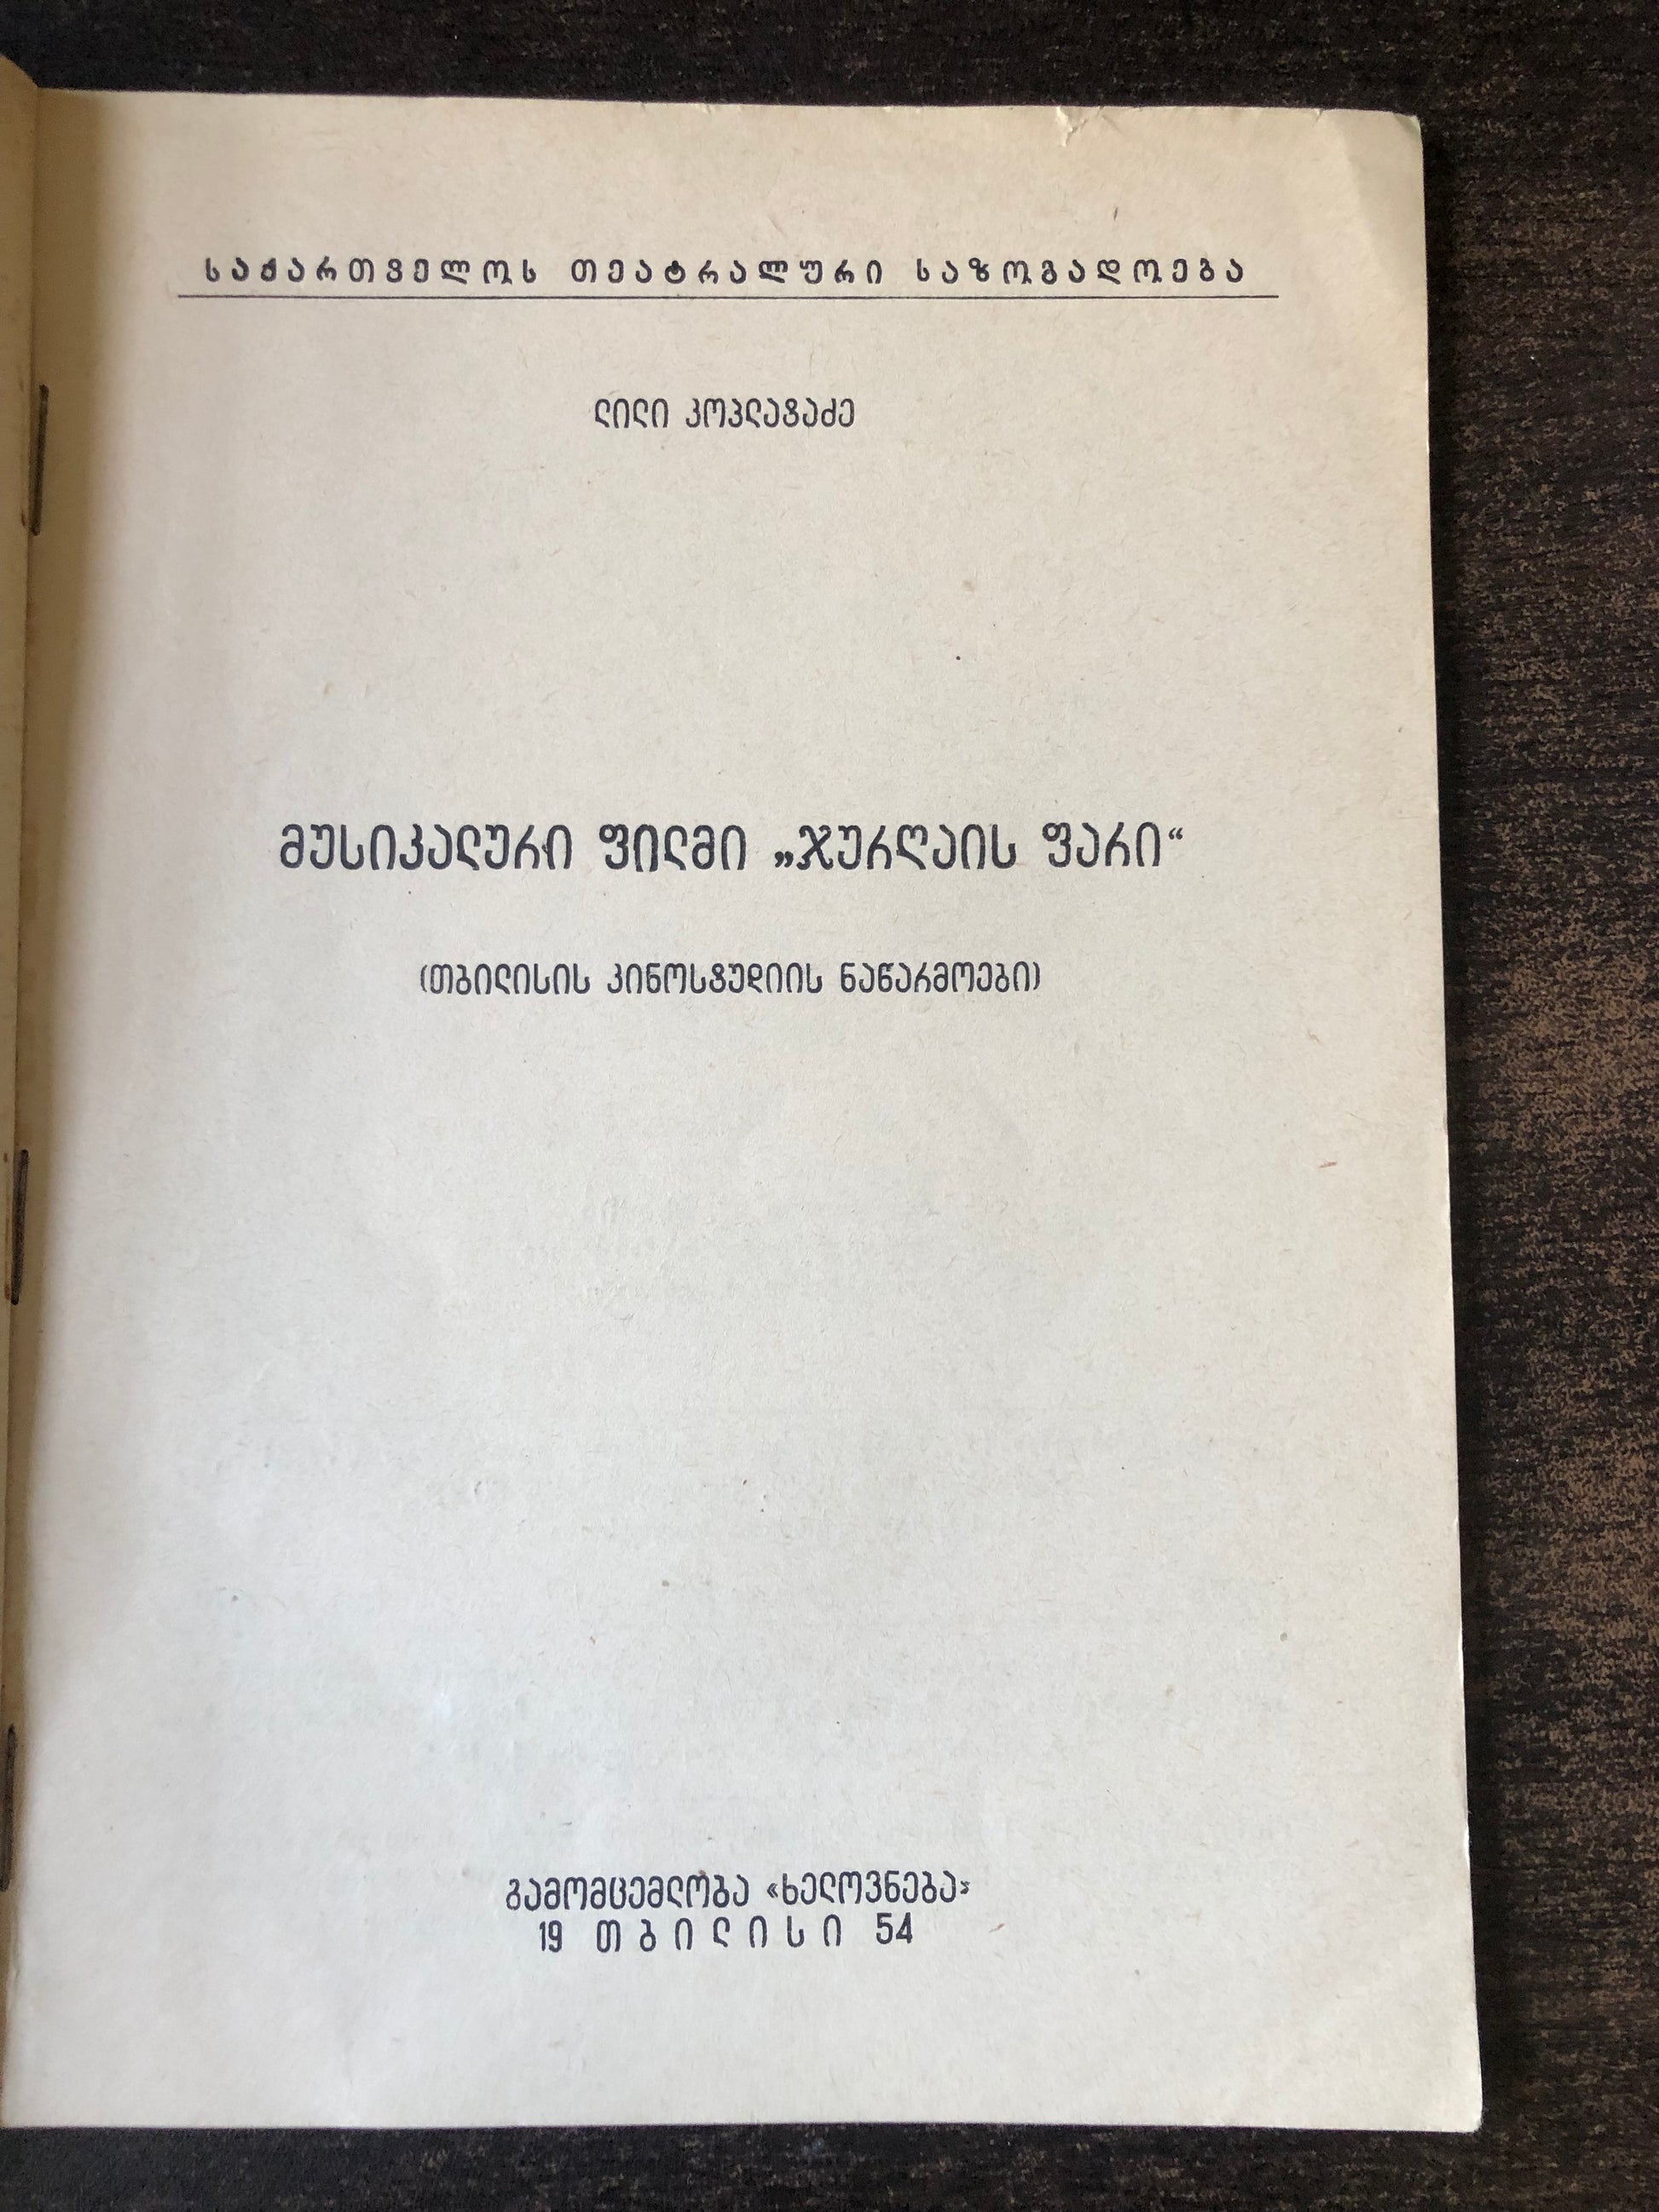 საქართველოს თეატრალური საზოგადოება
ლილი კოპლატაძე
მუსიკალური ფილმი „ჯურღაის ფარი“
(თბილისის კინოსტუდიის ნაწარმოები)
გამომცემლობა «ხელოვნება»
19 თბილისი 54